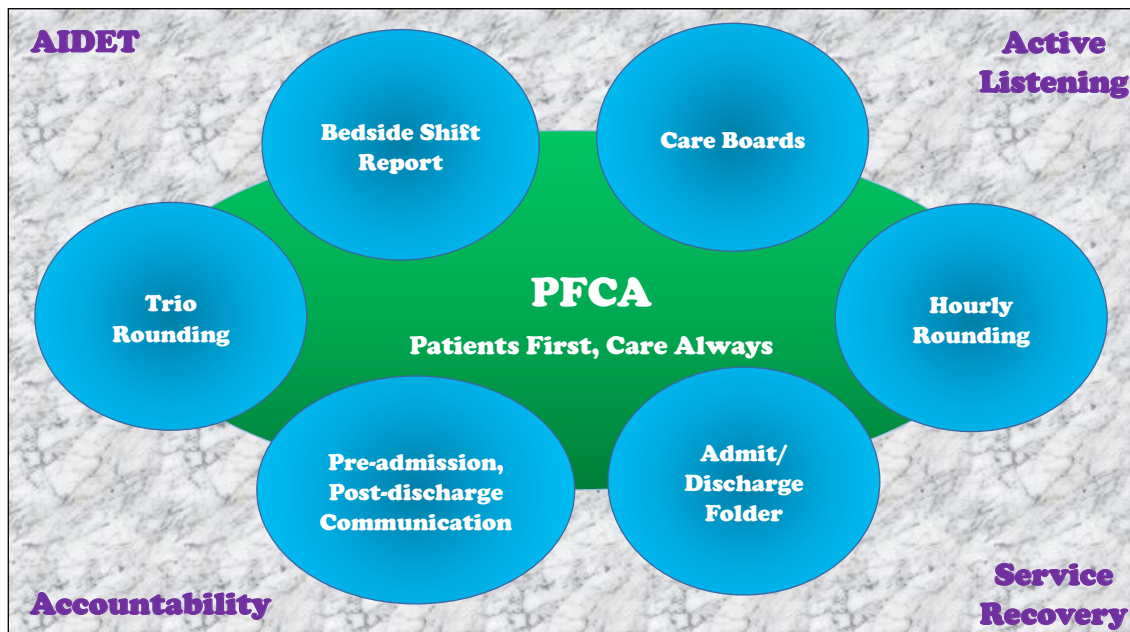 AIDET
Active
Listening
Bedside Shift
Report
Care Boards
Trio
Rounding
PFCA
Patients First, Care Always
Hourly
Rounding
Pre-admission,
Post-discharge
Communication
Admit/
Discharge
Folder
Accountability
Service
Recovery